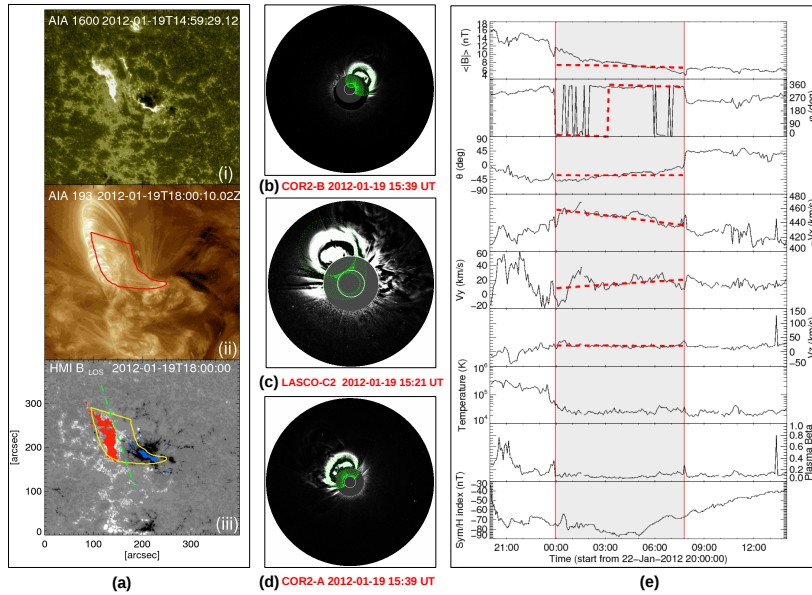 AIA 1600 2012-01-19T14:59:29.12
(i)
AIA 193 2012-01-19T18:00:10.02Z
(ii)
HMI B LOS 2012-01-19T18:00:00
300
200
100
0
[arcsec]
(iii)
0 100 200 300
[arcsec]
(a)
(b) COR2-B 2012-01-19 15:39 UT
(c) LASCO-C2 2012-01-19 15:21 UT
(d) COR2-A 2012-01-19 15:39 UT
<|B|> (nT)
18
16
14
12
10
8
6
4
360
270
180
90
0
θ (deg)
90
45
0
−45
−90
480
460
440
420
400
Vy (km/s)
60
40
20
0
−20
150
100
50
0
−50
Temperature (K)
10^6
10^5
10^4
Plasma Beta
1.0
0.8
0.6
0.4
0.2
0.0
Sym/H index (nT)
−30
−40
−50
−60
−70
−80
−90
21:00 00:00 03:00 06:00 09:00 12:00
Time (start from 22−Jan−2012 20:00:00)
(e)